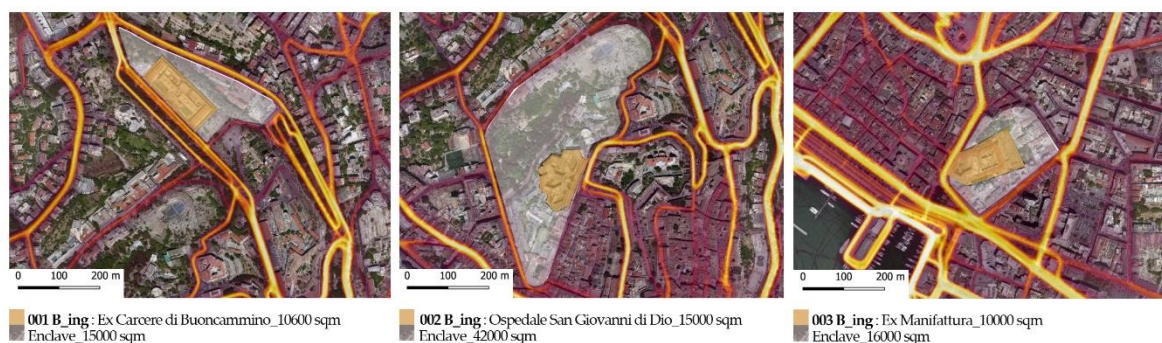 0 100 200 m
0 100 200 m
0 100 200 m
001 B_ing : Ex Carcere di Buoncammino_10600 sqm
Enclave_15000 sqm
002 B_ing : Ospedale San Giovanni di Dio_15000 sqm
Enclave_42000 sqm
003 B_ing : Ex Manifattura_10000 sqm
Enclave_16000 sqm